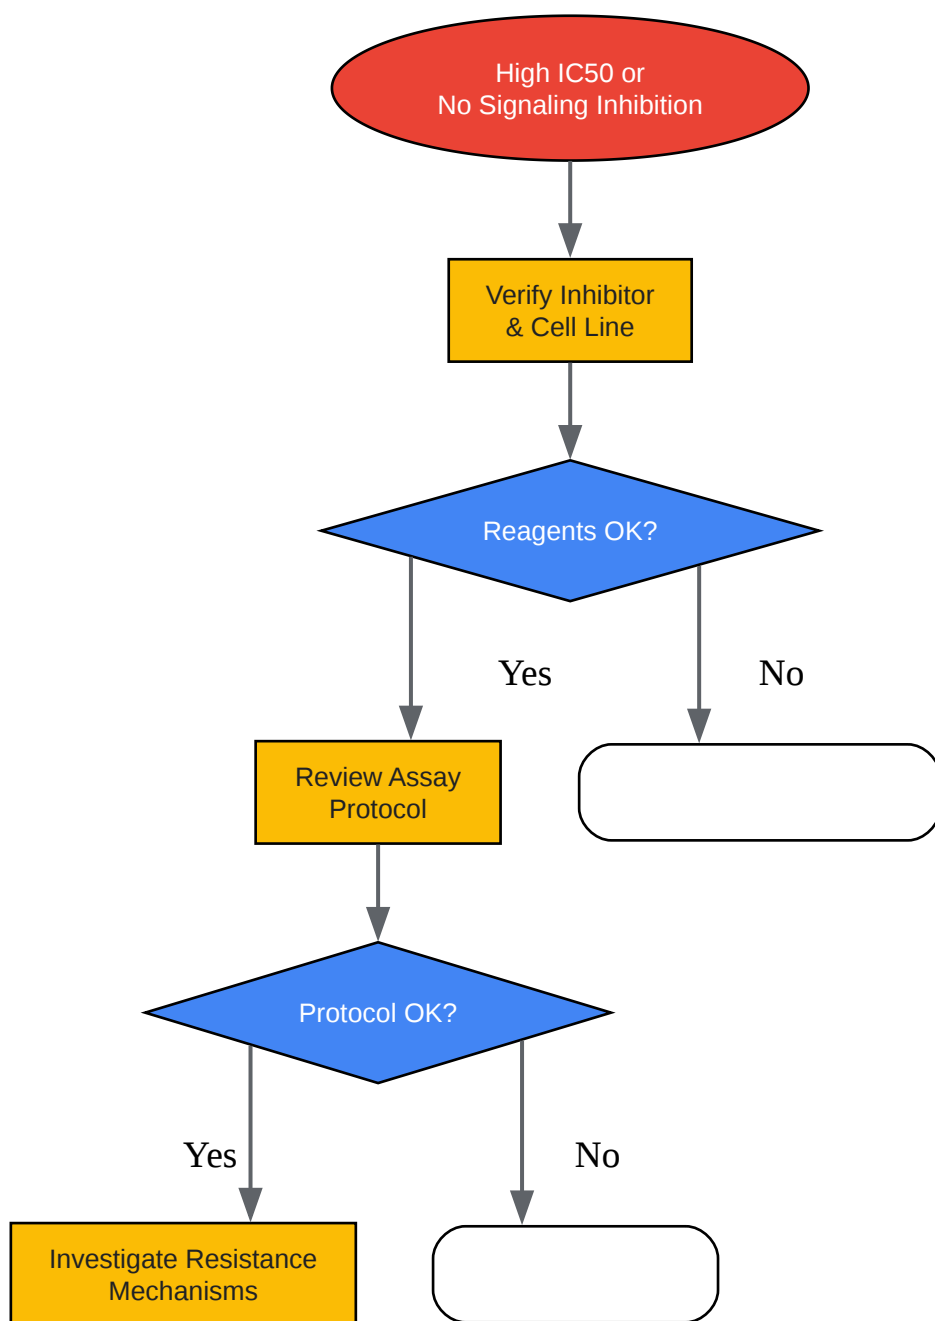 High IC50 or
No Signaling Inhibition
Verify Inhibitor
& Cell Line
Reagents OK?
Yes
No
Review Assay
Protocol
Protocol OK?
Yes
No
Investigate Resistance
Mechanisms